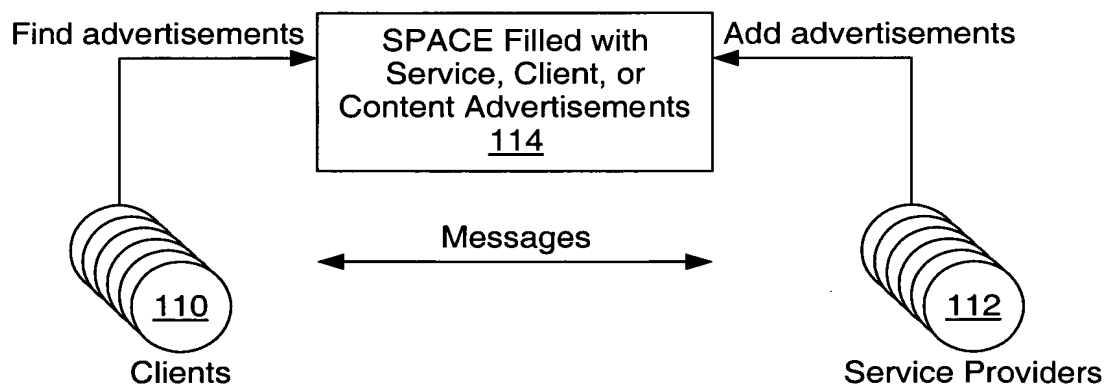 Find advertisements
SPACE Filled with
Service, Client, or
Content Advertisements
114
Add advertisements
Messages
110
Clients
112
Service Providers